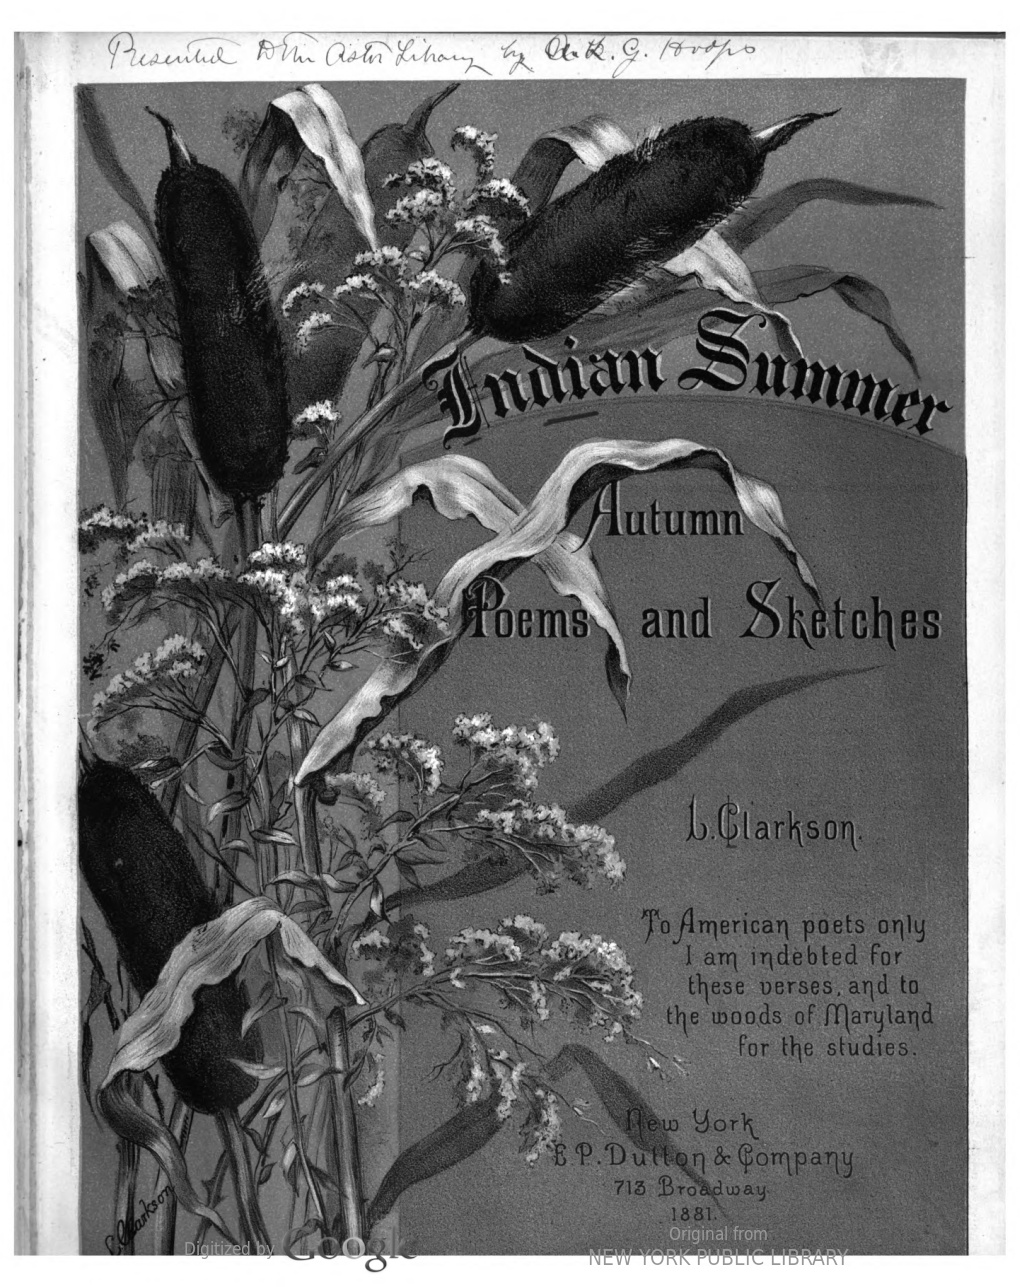 Presented to the Astor Library by A. R. G. Hoops
Indian Summer
Autumn
Poems and Sketches
L. Clarkson.
To American poets only
I am indebted for
these verses, and to
the woods of Maryland
for the studies.
New York
E. P. Dutton & Company
713 Broadway.
1881.
L. Clarkson
Digitized by Google
Original from
NEW YORK PUBLIC LIBRARY